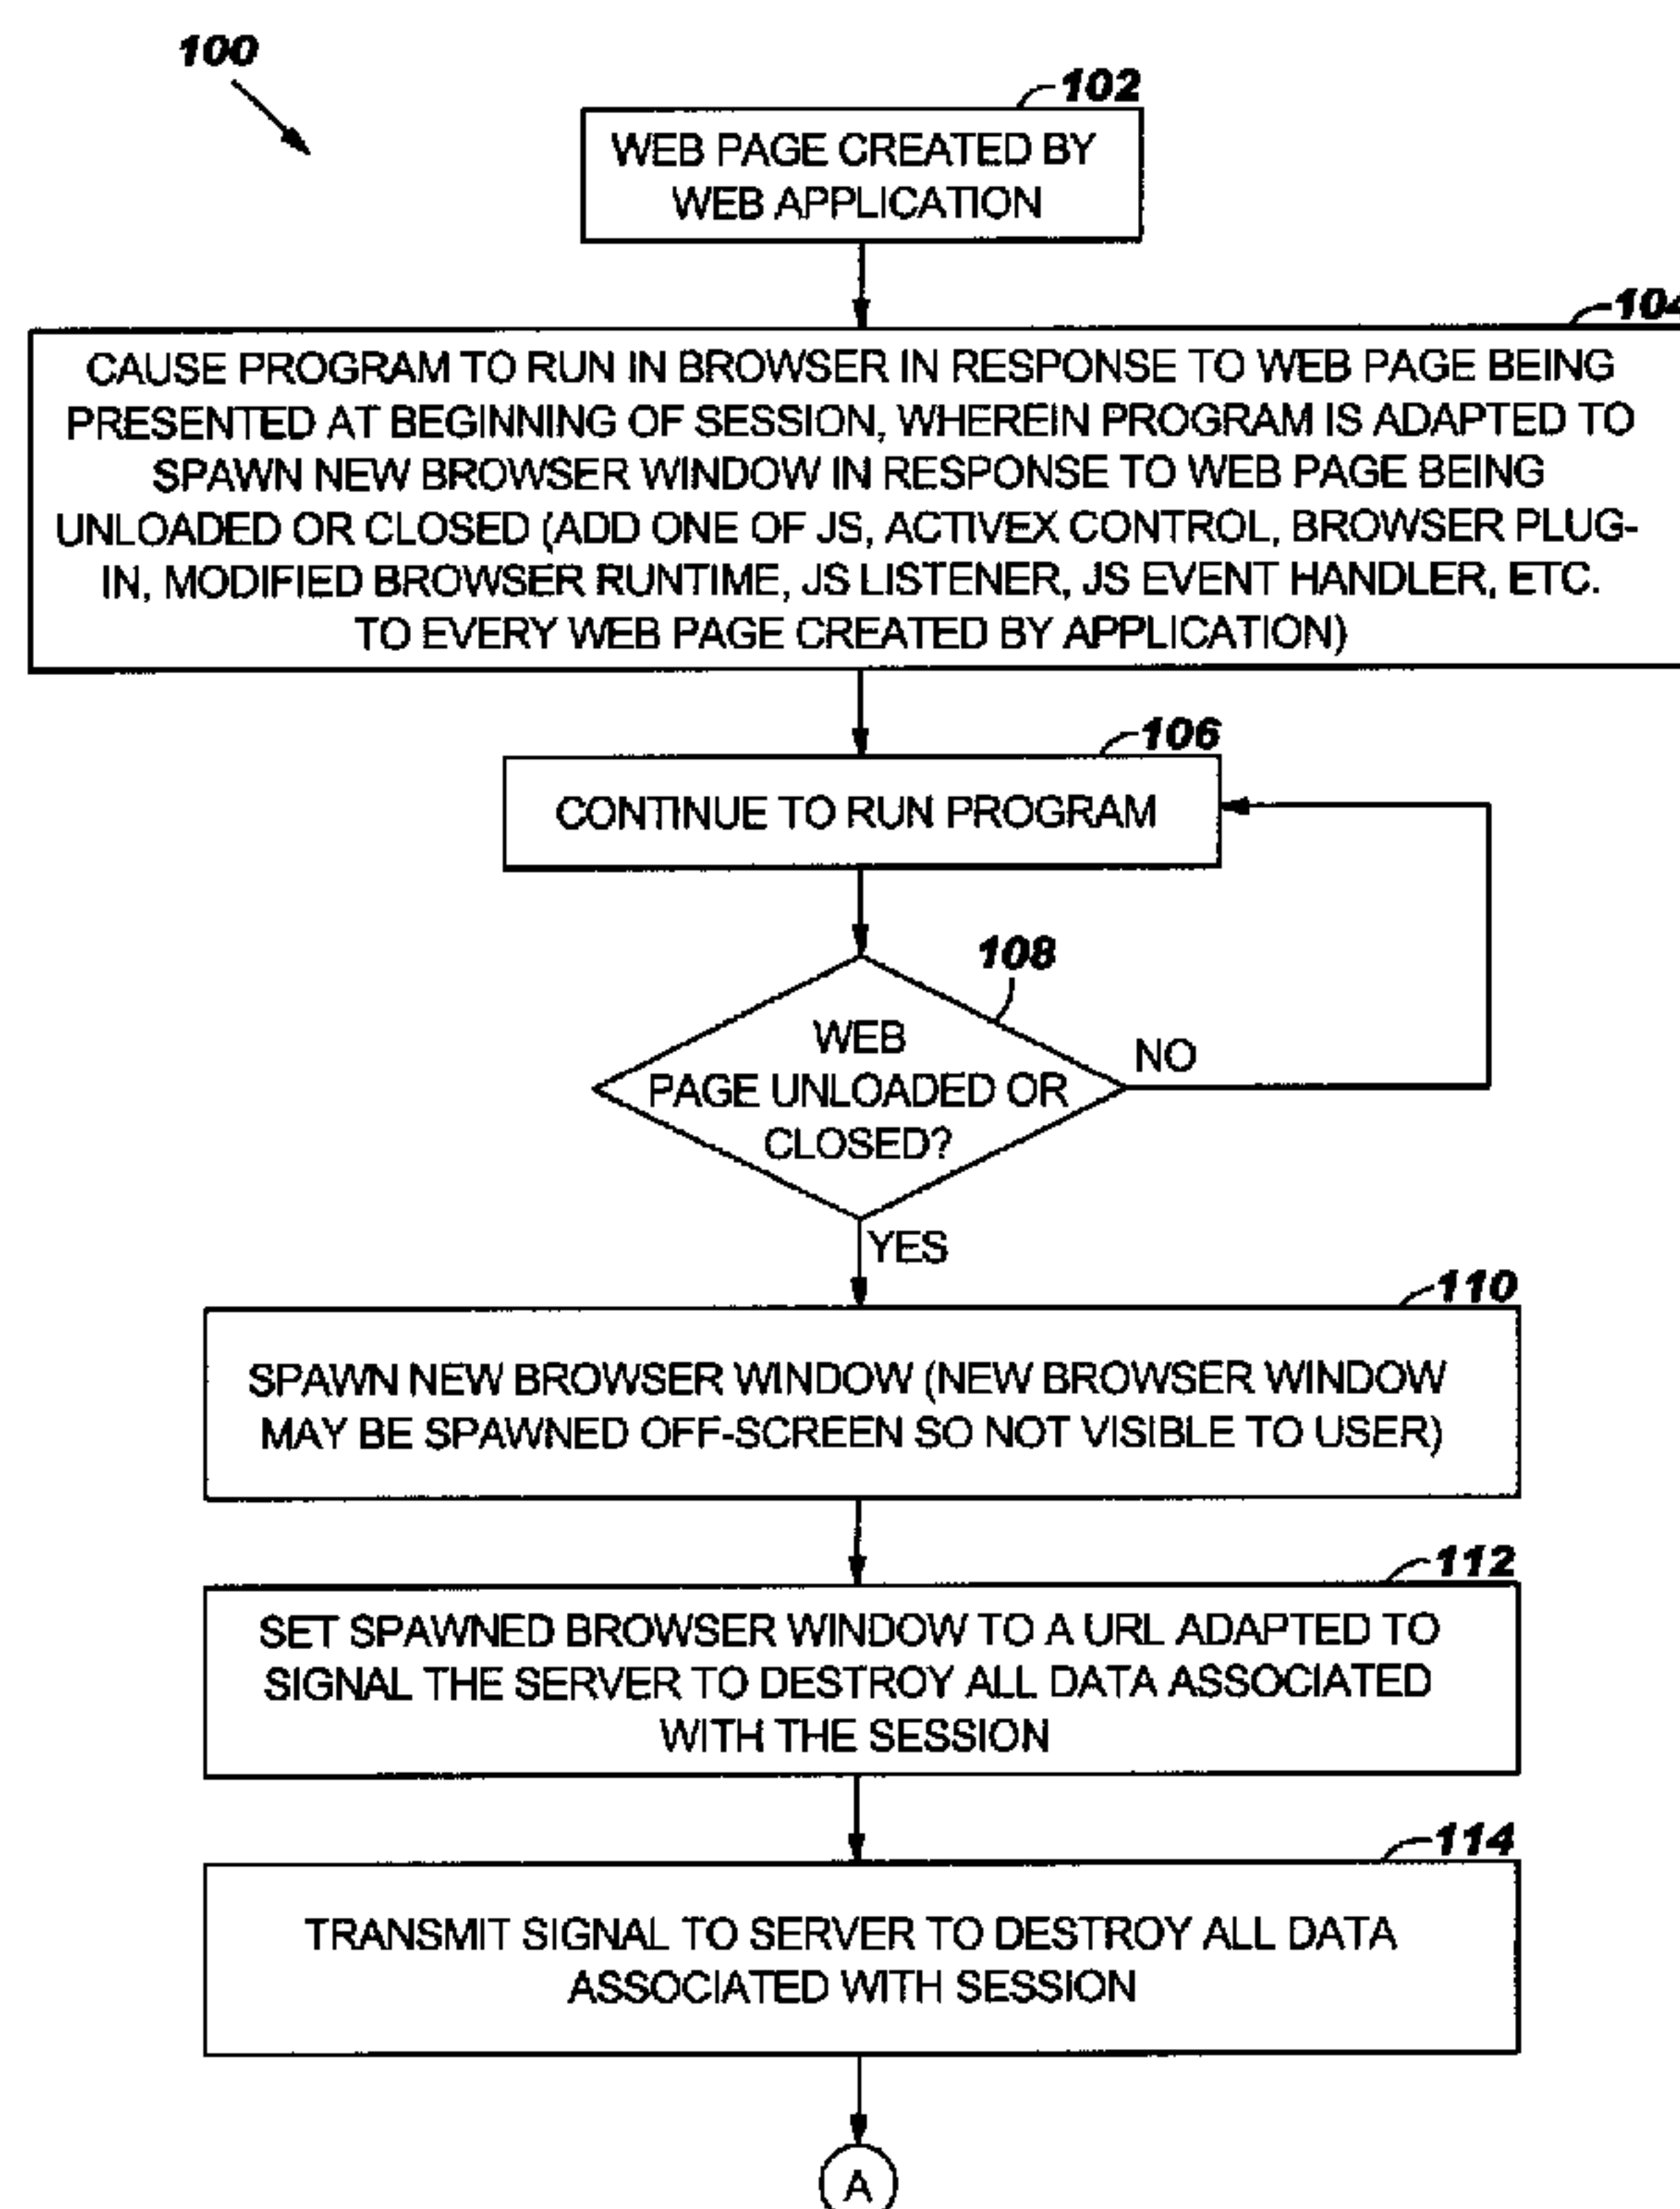 100
102
WEB PAGE CREATED BY
WEB APPLICATION
104
CAUSE PROGRAM TO RUN IN BROWSER IN RESPONSE TO WEB PAGE BEING
PRESENTED AT BEGINNING OF SESSION, WHEREIN PROGRAM IS ADAPTED TO
SPAWN NEW BROWSER WINDOW IN RESPONSE TO WEB PAGE BEING
UNLOADED OR CLOSED (ADD ONE OF JS, ACTIVEX CONTROL, BROWSER PLUG-
IN, MODIFIED BROWSER RUNTIME, JS LISTENER, JS EVENT HANDLER, ETC.
TO EVERY WEB PAGE CREATED BY APPLICATION)
106
CONTINUE TO RUN PROGRAM
108
WEB
PAGE UNLOADED OR
CLOSED?
NO
YES
110
SPAWN NEW BROWSER WINDOW (NEW BROWSER WINDOW
MAY BE SPAWNED OFF-SCREEN SO NOT VISIBLE TO USER)
112
SET SPAWNED BROWSER WINDOW TO A URL ADAPTED TO
SIGNAL THE SERVER TO DESTROY ALL DATA ASSOCIATED
WITH THE SESSION
114
TRANSMIT SIGNAL TO SERVER TO DESTROY ALL DATA
ASSOCIATED WITH SESSION
A